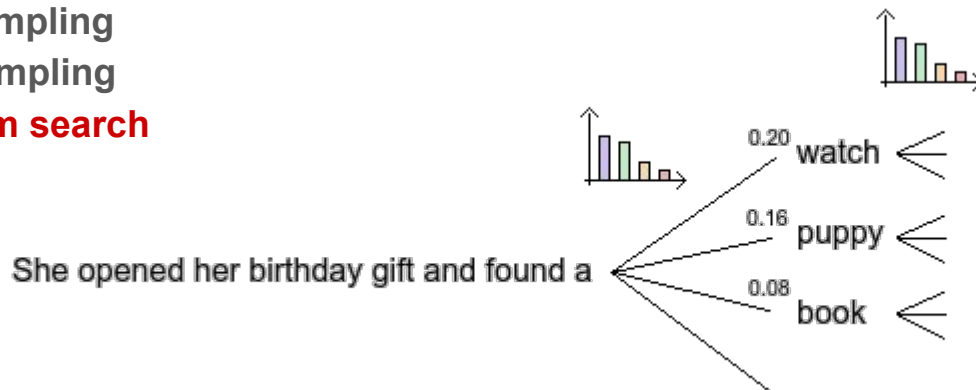 mpling
mpling
m search
0.20 watch
0.16 puppy
She opened her birthday gift and found a
0.08 book